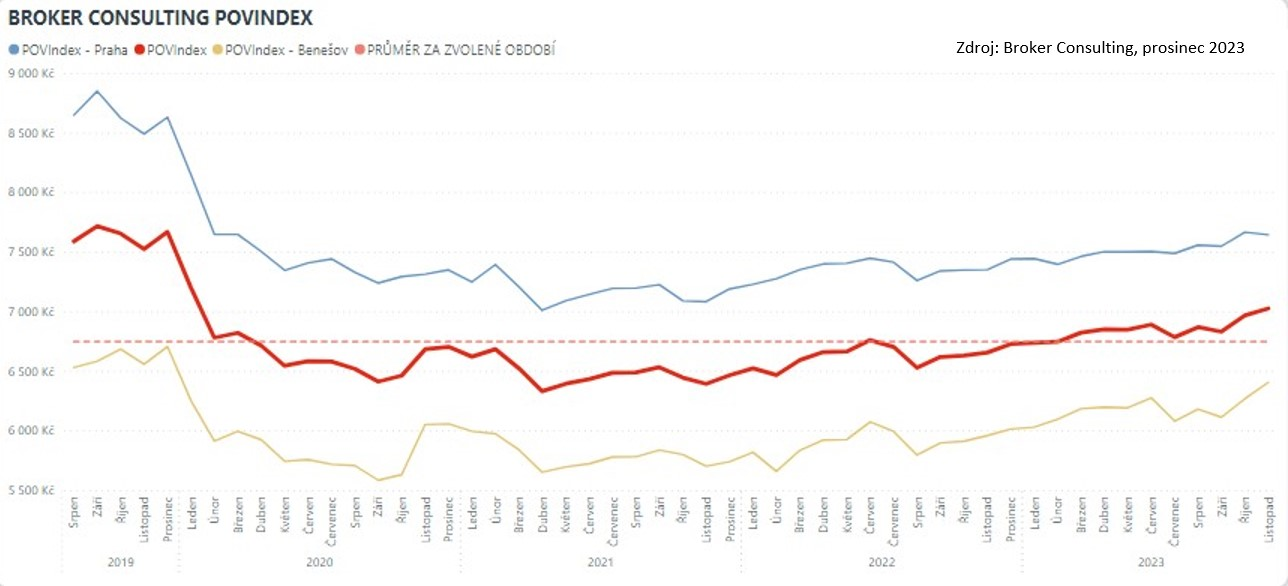 BROKER CONSULTING POVINDEX
POVIndex - Praha POVIndex POVIndex - Benešov PRŮMĚR ZA ZVOLENÉ OBDOBÍ
Zdroj: Broker Consulting, prosinec 2023
9 000 Kč
8 500 Kč
8 000 Kč
7 500 Kč
7 000 Kč
6 500 Kč
6 000 Kč
5 500 Kč
Srpen Září Říjen Listopad Prosinec Leden Únor Březen Duben Květen Červen Červenec Srpen Září Říjen Listopad Prosinec Leden Únor Březen Duben Květen Červen Červenec Srpen Září Říjen Listopad Prosinec Leden Únor Březen Duben Květen Červen Červenec Srpen Září Říjen Listopad Prosinec Leden Únor Březen Duben Květen Červen Červenec Srpen Září Říjen Listopad
2019 2020 2021 2022 2023